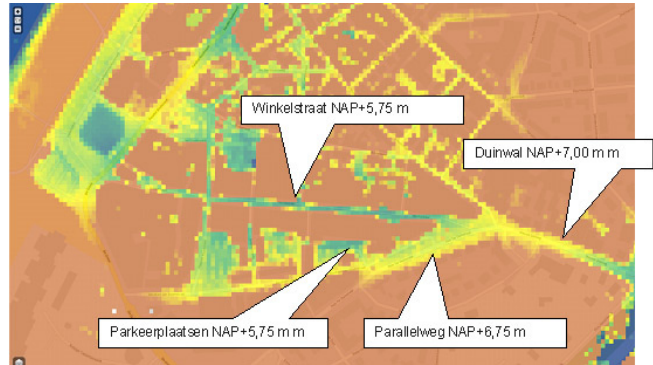 Winkelstraat NAP+5,75 m
Duinwal NAP+7,00 m m
Parkeerplaatsen NAP+5,75 m m
Parallelweg NAP+6,75 m